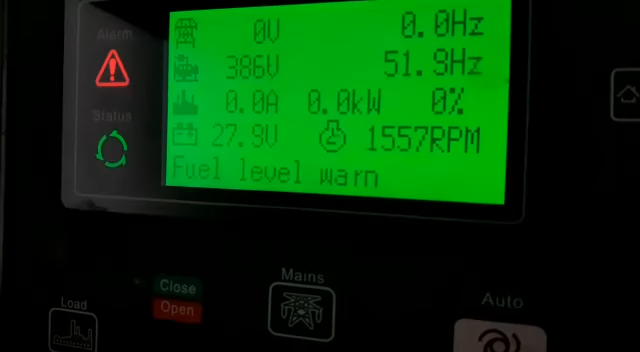 Alarm
0V 0.0Hz
386V 51.9Hz
0.0A 0.0kW 0%
Status
27.9V 1557RPM
Fuel level warn
Mains
Close
Open
Load
Auto